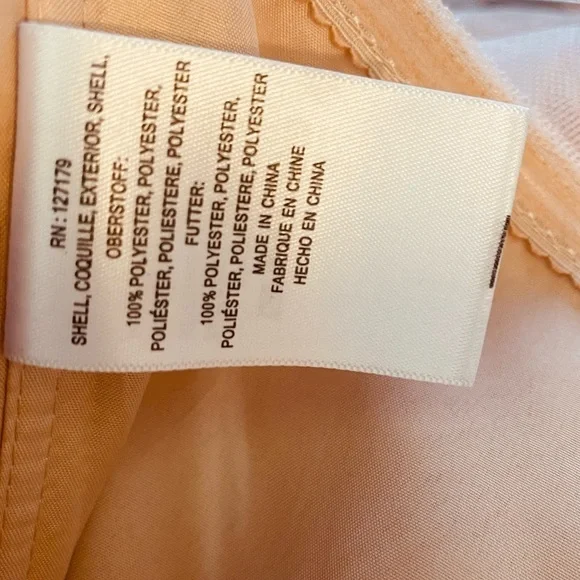 RN: 127179
SHELL, COQUILLE, EXTERIOR, SHELL,
OBERSTOFF:
100% POLYESTER, POLYESTER,
POLIÉSTER, POLIESTERE, POLYESTER
FUTTER:
100% POLYESTER, POLYESTER,
POLIÉSTER, POLIESTERE, POLYESTER
MADE IN CHINA
FABRIQUE EN CHINE
HECHO EN CHINA